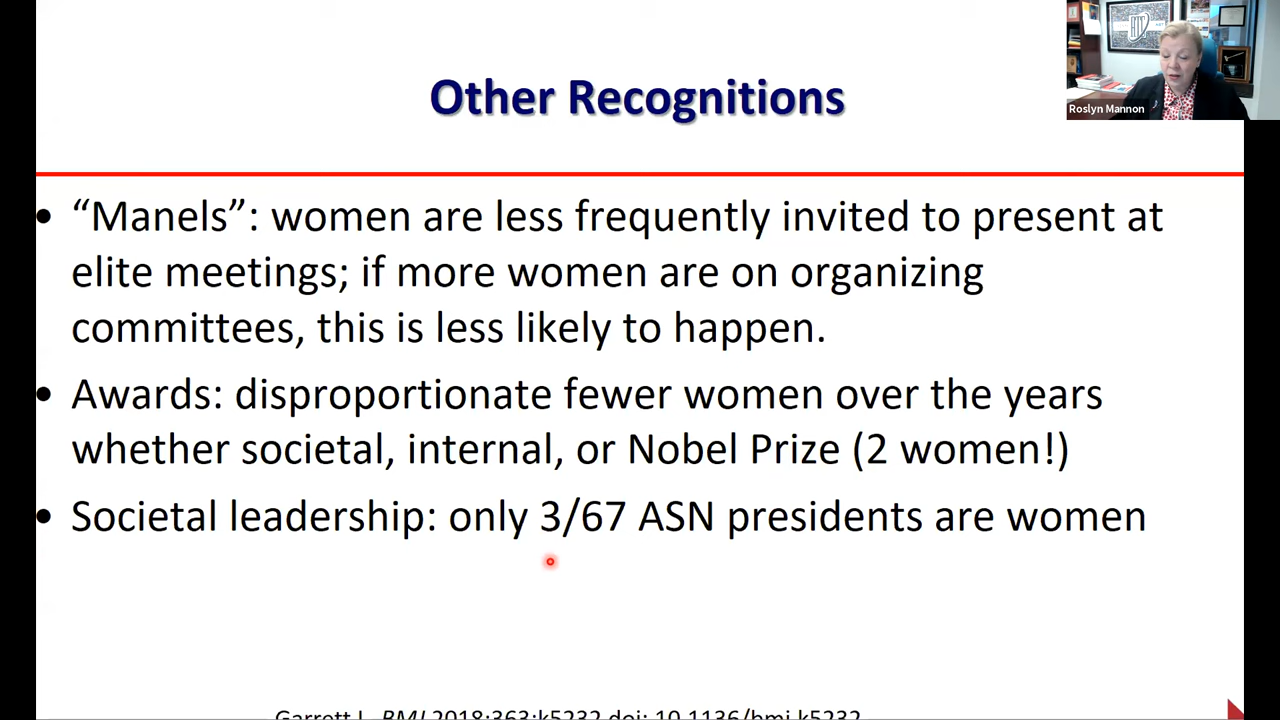 Other Recognitions
Roslyn Mannon
• “Manels”: women are less frequently invited to present at
elite meetings; if more women are on organizing
committees, this is less likely to happen.
• Awards: disproportionate fewer women over the years
whether societal, internal, or Nobel Prize (2 women!)
• Societal leadership: only 3/67 ASN presidents are women
Garrett L. BMJ 2018;363:k5232 doi: 10.1136/bmj.k5232